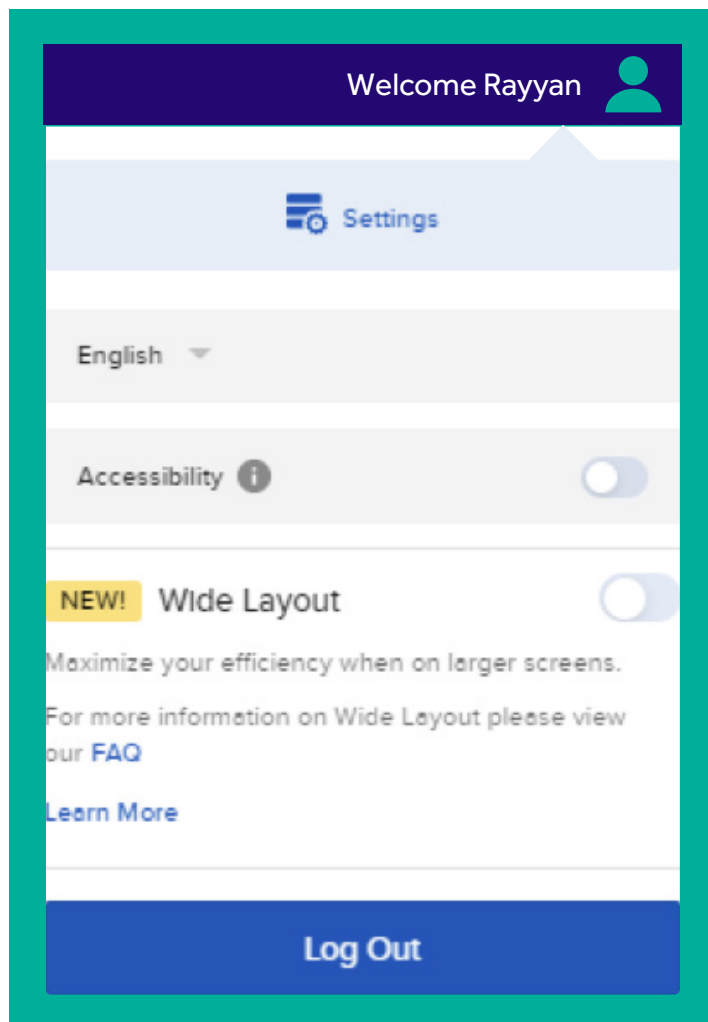 Welcome Rayyan
Settings
English
Accessibility i
NEW! Wide Layout
Maximize your efficiency when on larger screens.
For more information on Wide Layout please view
our FAQ
Learn More
Log Out